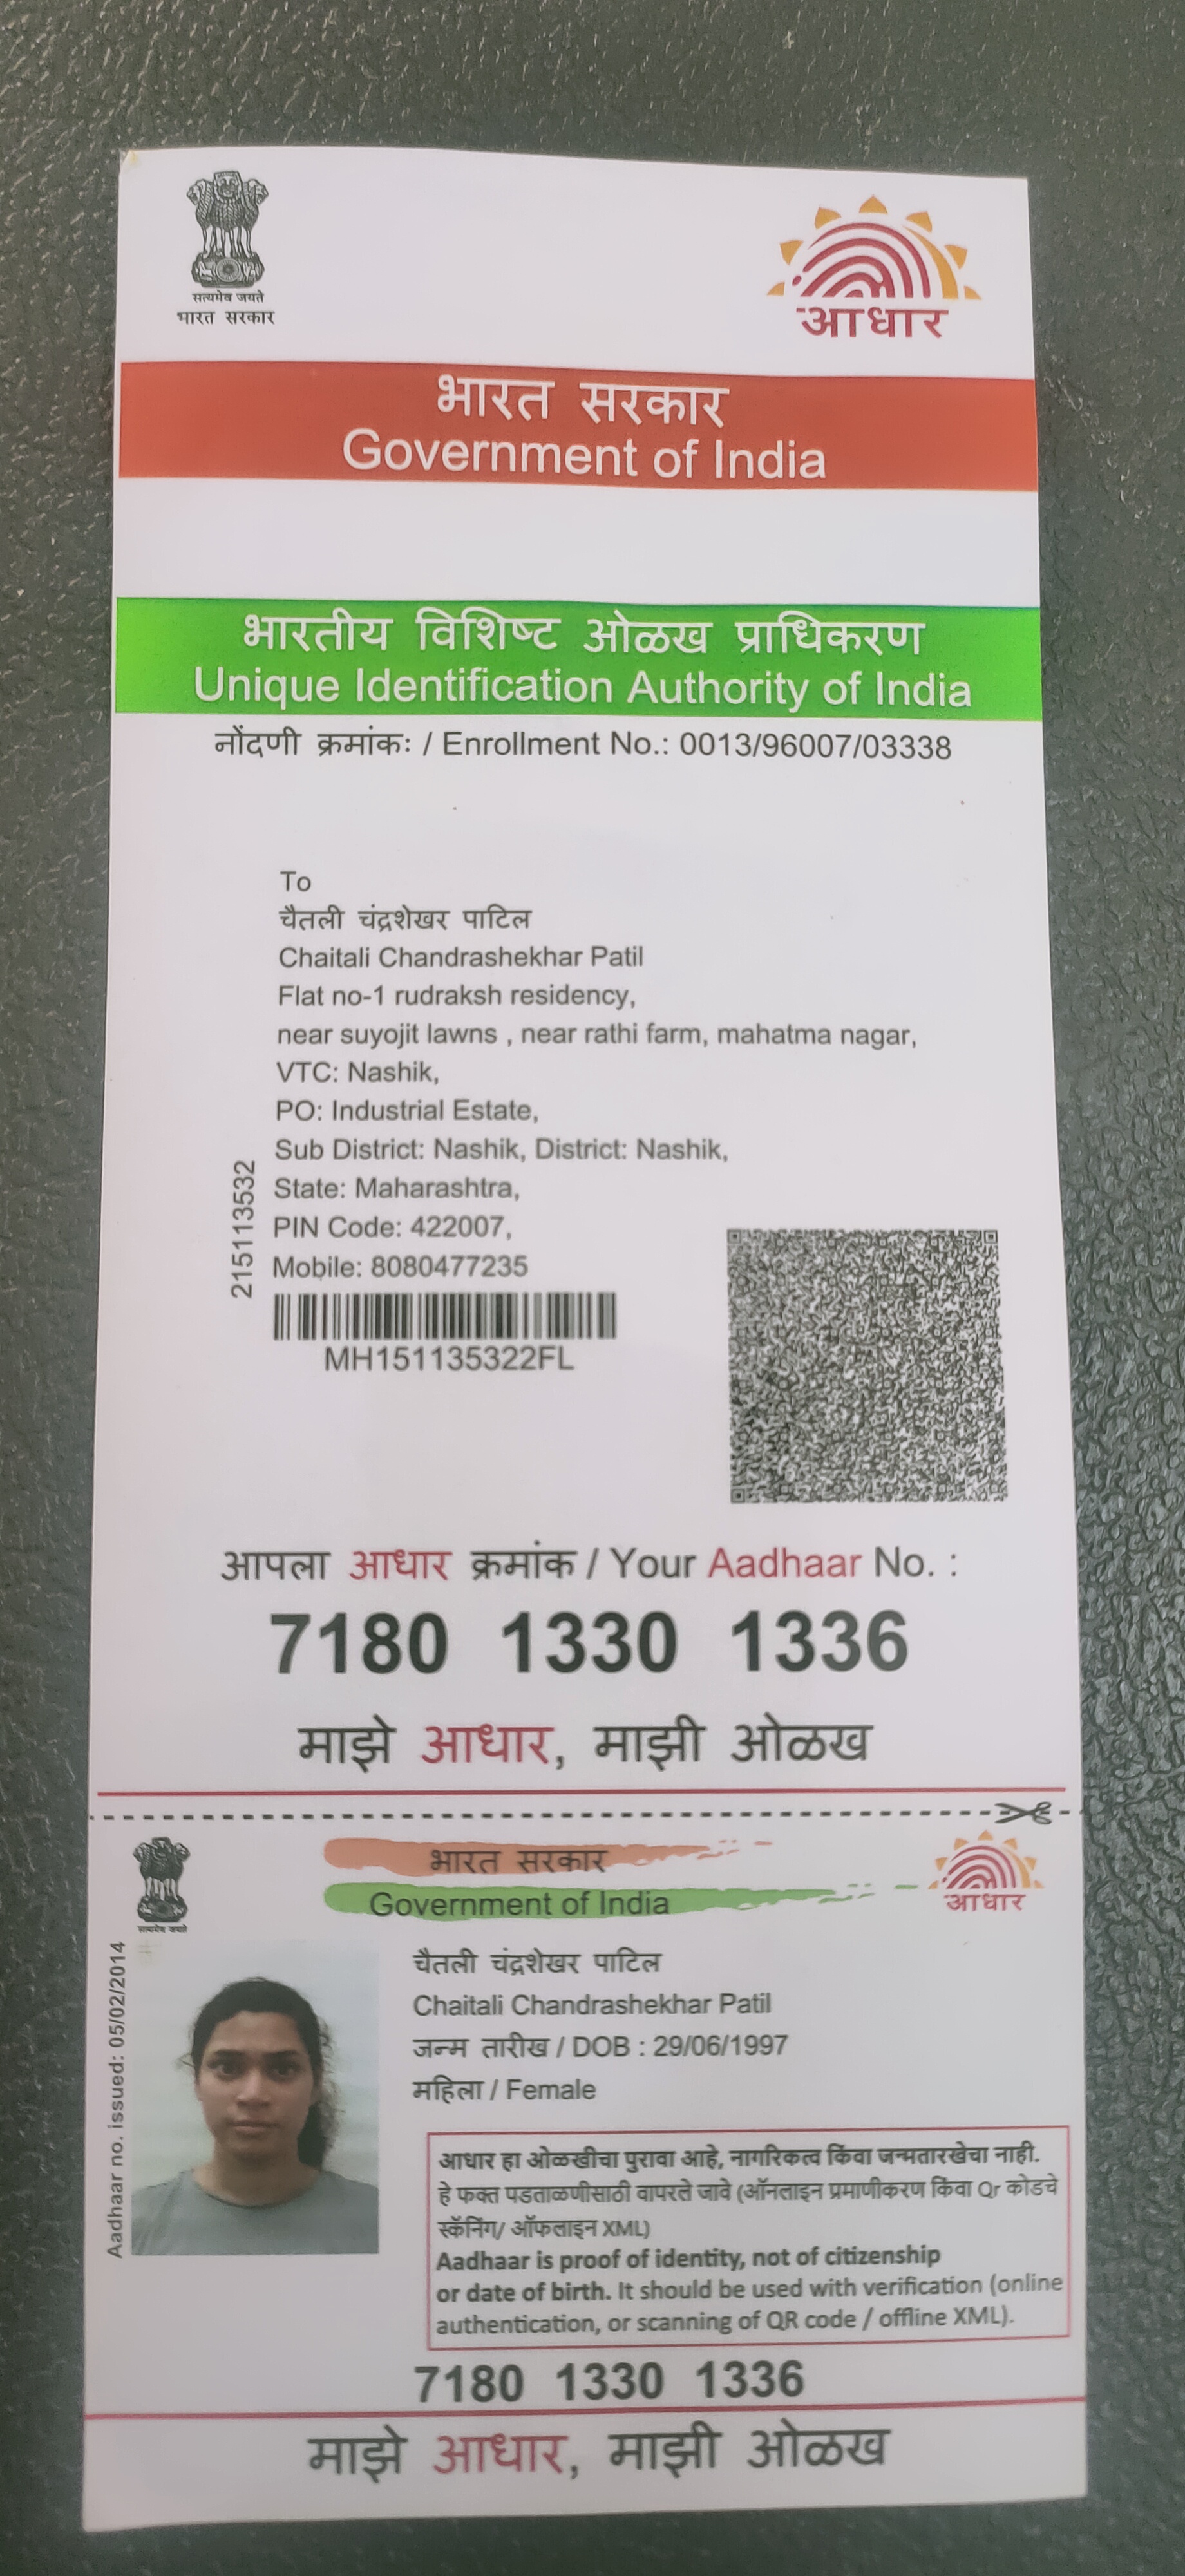 सत्यमेव जयते
भारत सरकार
आधार
भारत सरकार
Government of India
भारतीय विशिष्ट ओळख प्राधिकरण
Unique Identification Authority of India
नोंदणी क्रमांकः / Enrollment No.: 0013/96007/03338
To
चैतली चंद्रशेखर पाटिल
Chaitali Chandrashekhar Patil
Flat no-1 rudraksh residency,
near suyojit lawns , near rathi farm, mahatma nagar,
VTC: Nashik,
PO: Industrial Estate,
Sub District: Nashik, District: Nashik,
State: Maharashtra,
PIN Code: 422007,
Mobile: 8080477235
215113532
MH151135322FL
आपला आधार क्रमांक / Your Aadhaar No. :
7180 1330 1336
माझे आधार, माझी ओळख
सत्यमेव जयते
भारत सरकार
Government of India
आधार
Aadhaar no. issued: 05/02/2014
चैतली चंद्रशेखर पाटिल
Chaitali Chandrashekhar Patil
जन्म तारीख / DOB : 29/06/1997
महिला / Female
आधार हा ओळखीचा पुरावा आहे, नागरिकत्व किंवा जन्मतारखेचा नाही.
हे फक्त पडताळणीसाठी वापरले जावे (ऑनलाइन प्रमाणीकरण किंवा Qr कोडचे
स्कॅनिंग/ ऑफलाइन XML)
Aadhaar is proof of identity, not of citizenship
or date of birth. It should be used with verification (online
authentication, or scanning of QR code / offline XML).
7180 1330 1336
माझे आधार, माझी ओळख